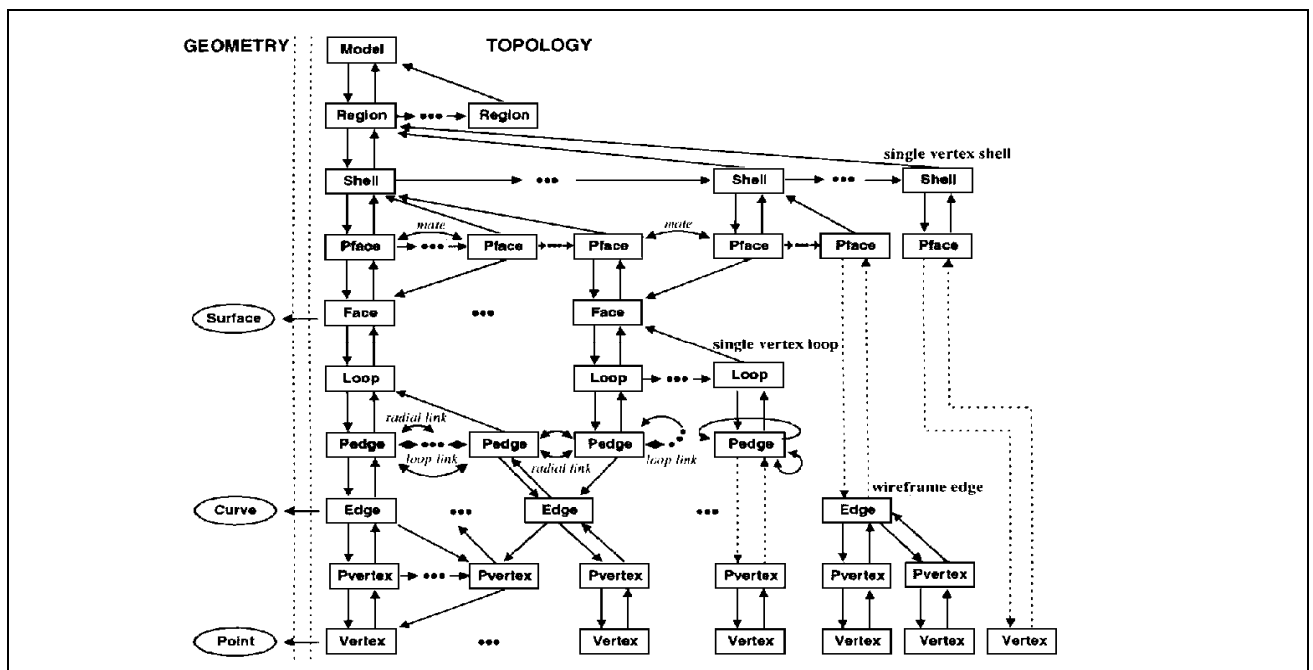 GEOMETRY TOPOLOGY
Model
Region ••• Region
single vertex shell
Shell ••• Shell ••• Shell
mate mate
Pface ••• Pface Pface Pface Pface Pface
Surface Face ••• Face
single vertex loop
Loop Loop ••• Loop
radial link
Pedge ••• Pedge Pedge Pedge
loop link radial link loop link
wireframe edge
Curve Edge ••• Edge ••• Edge
Pvertex ••• Pvertex Pvertex Pvertex Pvertex Pvertex
Point Vertex ••• Vertex Vertex Vertex Vertex Vertex